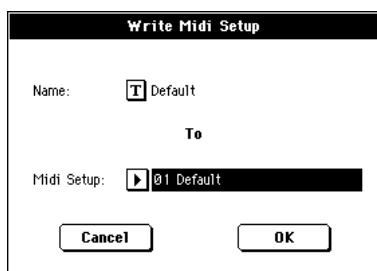 Write Midi Setup
Name: T Default
To
Midi Setup: 01 Default
Cancel OK